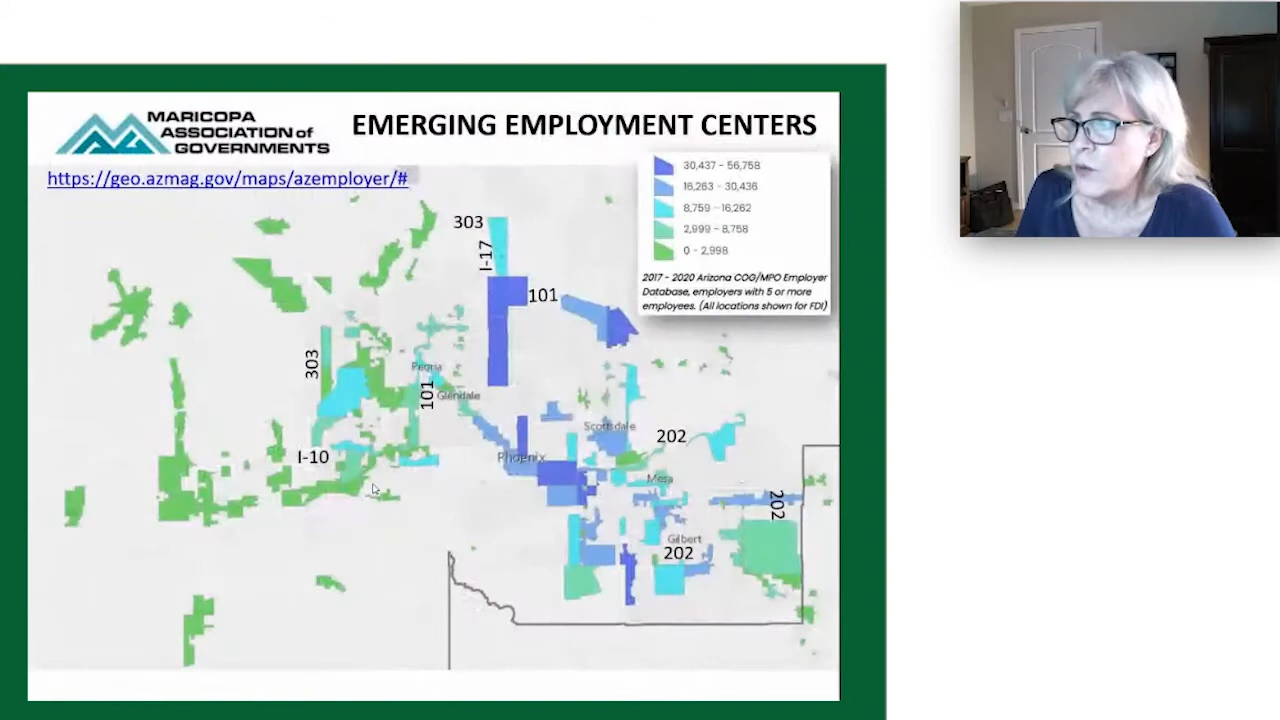 MARICOPA
ASSOCIATION of
GOVERNMENTS
EMERGING EMPLOYMENT CENTERS
https://geo.azmag.gov/maps/azemployer/#
30,437 - 56,758
16,263 - 30,436
8,759 - 16,262
2,999 - 8,758
0 - 2,998
2017 - 2020 Arizona COG/MPO Employer
Database, employers with 5 or more
employees. (All locations shown for FDI)
303
I-17
101
303
Peoria
101
Glendale
Scottsdale
202
I-10
Phoenix
Mesa
202
Gilbert
202